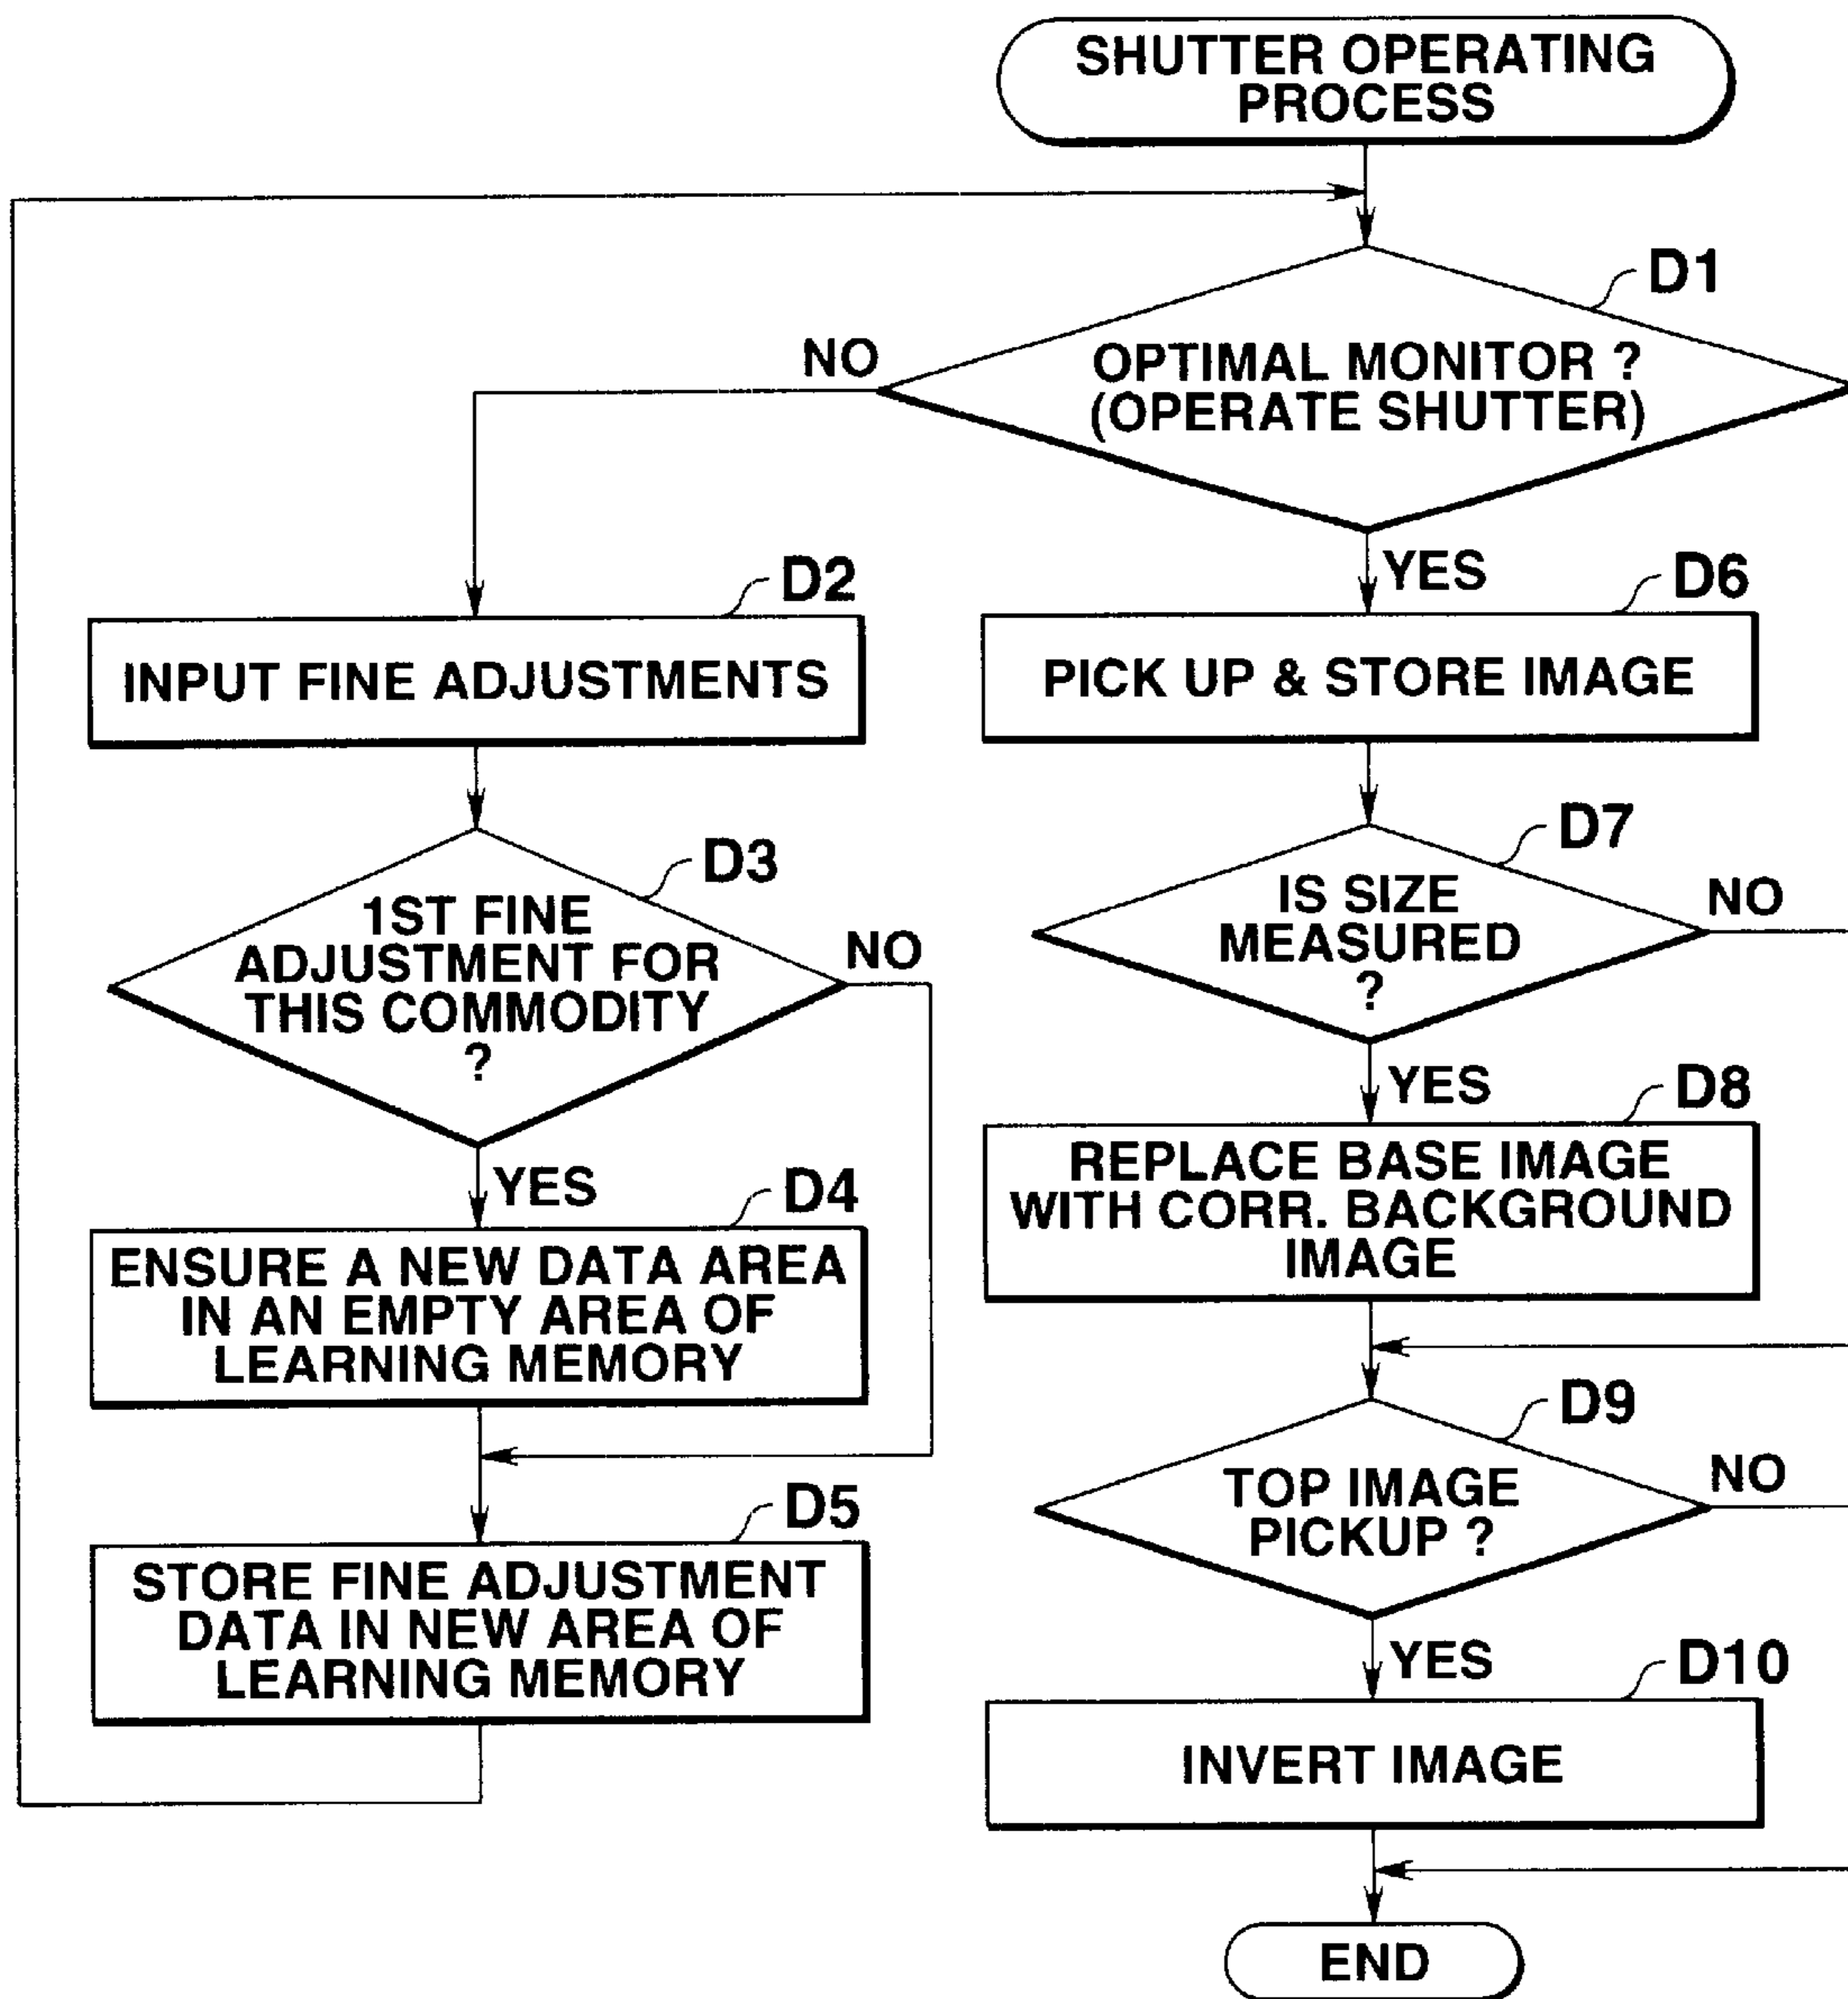 SHUTTER OPERATING
PROCESS
D1
NO
OPTIMAL MONITOR ?
(OPERATE SHUTTER)
YES
D2
INPUT FINE ADJUSTMENTS
D3
1ST FINE
ADJUSTMENT FOR
THIS COMMODITY
?
NO
YES
D4
ENSURE A NEW DATA AREA
IN AN EMPTY AREA OF
LEARNING MEMORY
D5
STORE FINE ADJUSTMENT
DATA IN NEW AREA OF
LEARNING MEMORY
D6
PICK UP & STORE IMAGE
D7
IS SIZE
MEASURED
?
NO
YES
D8
REPLACE BASE IMAGE
WITH CORR. BACKGROUND
IMAGE
D9
TOP IMAGE
PICKUP ?
NO
YES
D10
INVERT IMAGE
END